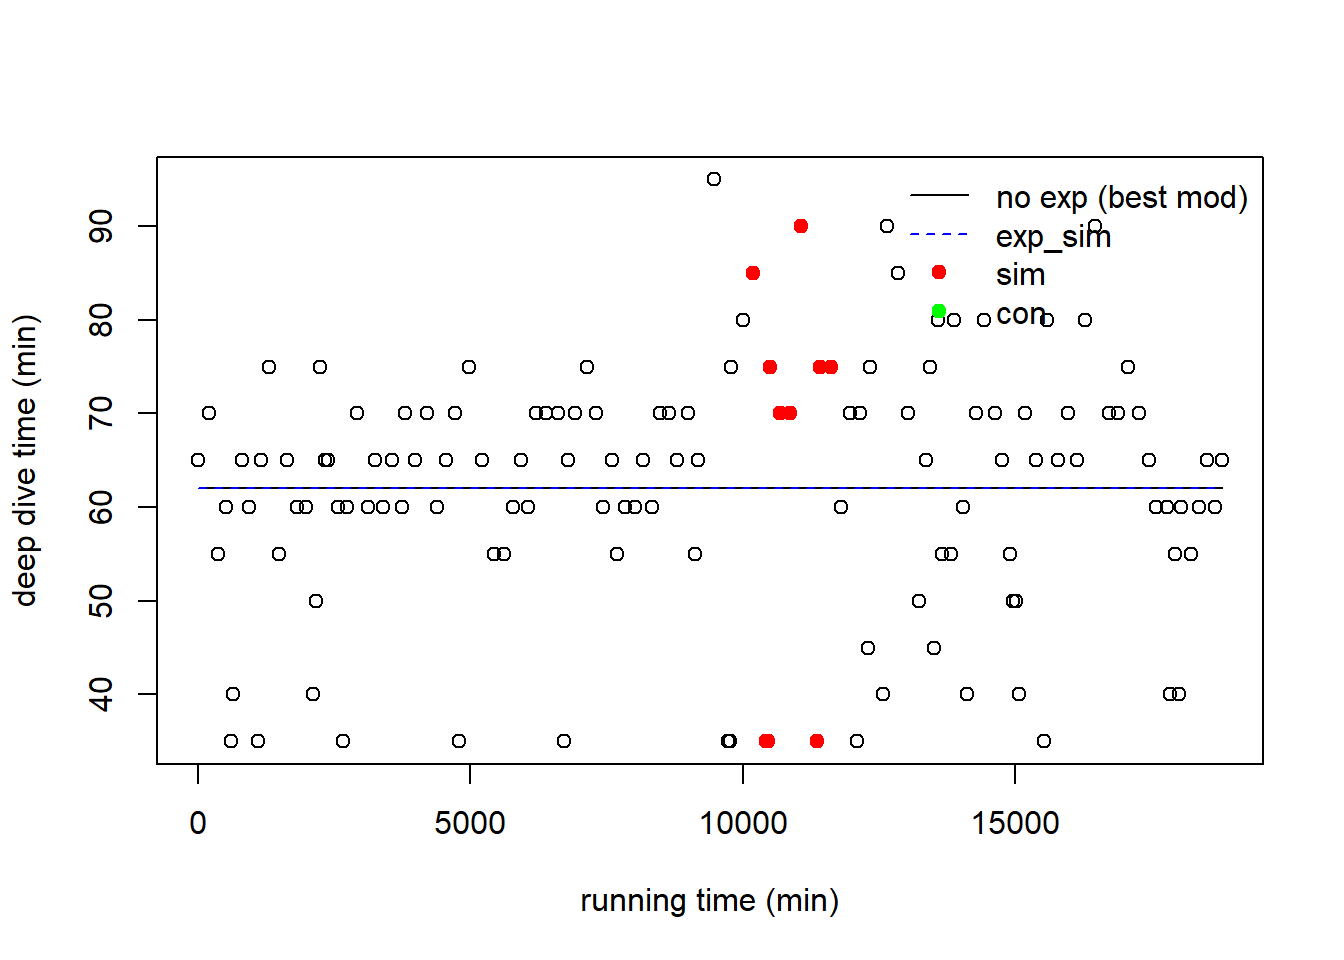 no exp (best mod)
exp_sim
sim
con
deep dive time (min)
90
80
70
60
50
40
0 5000 10000 15000
running time (min)